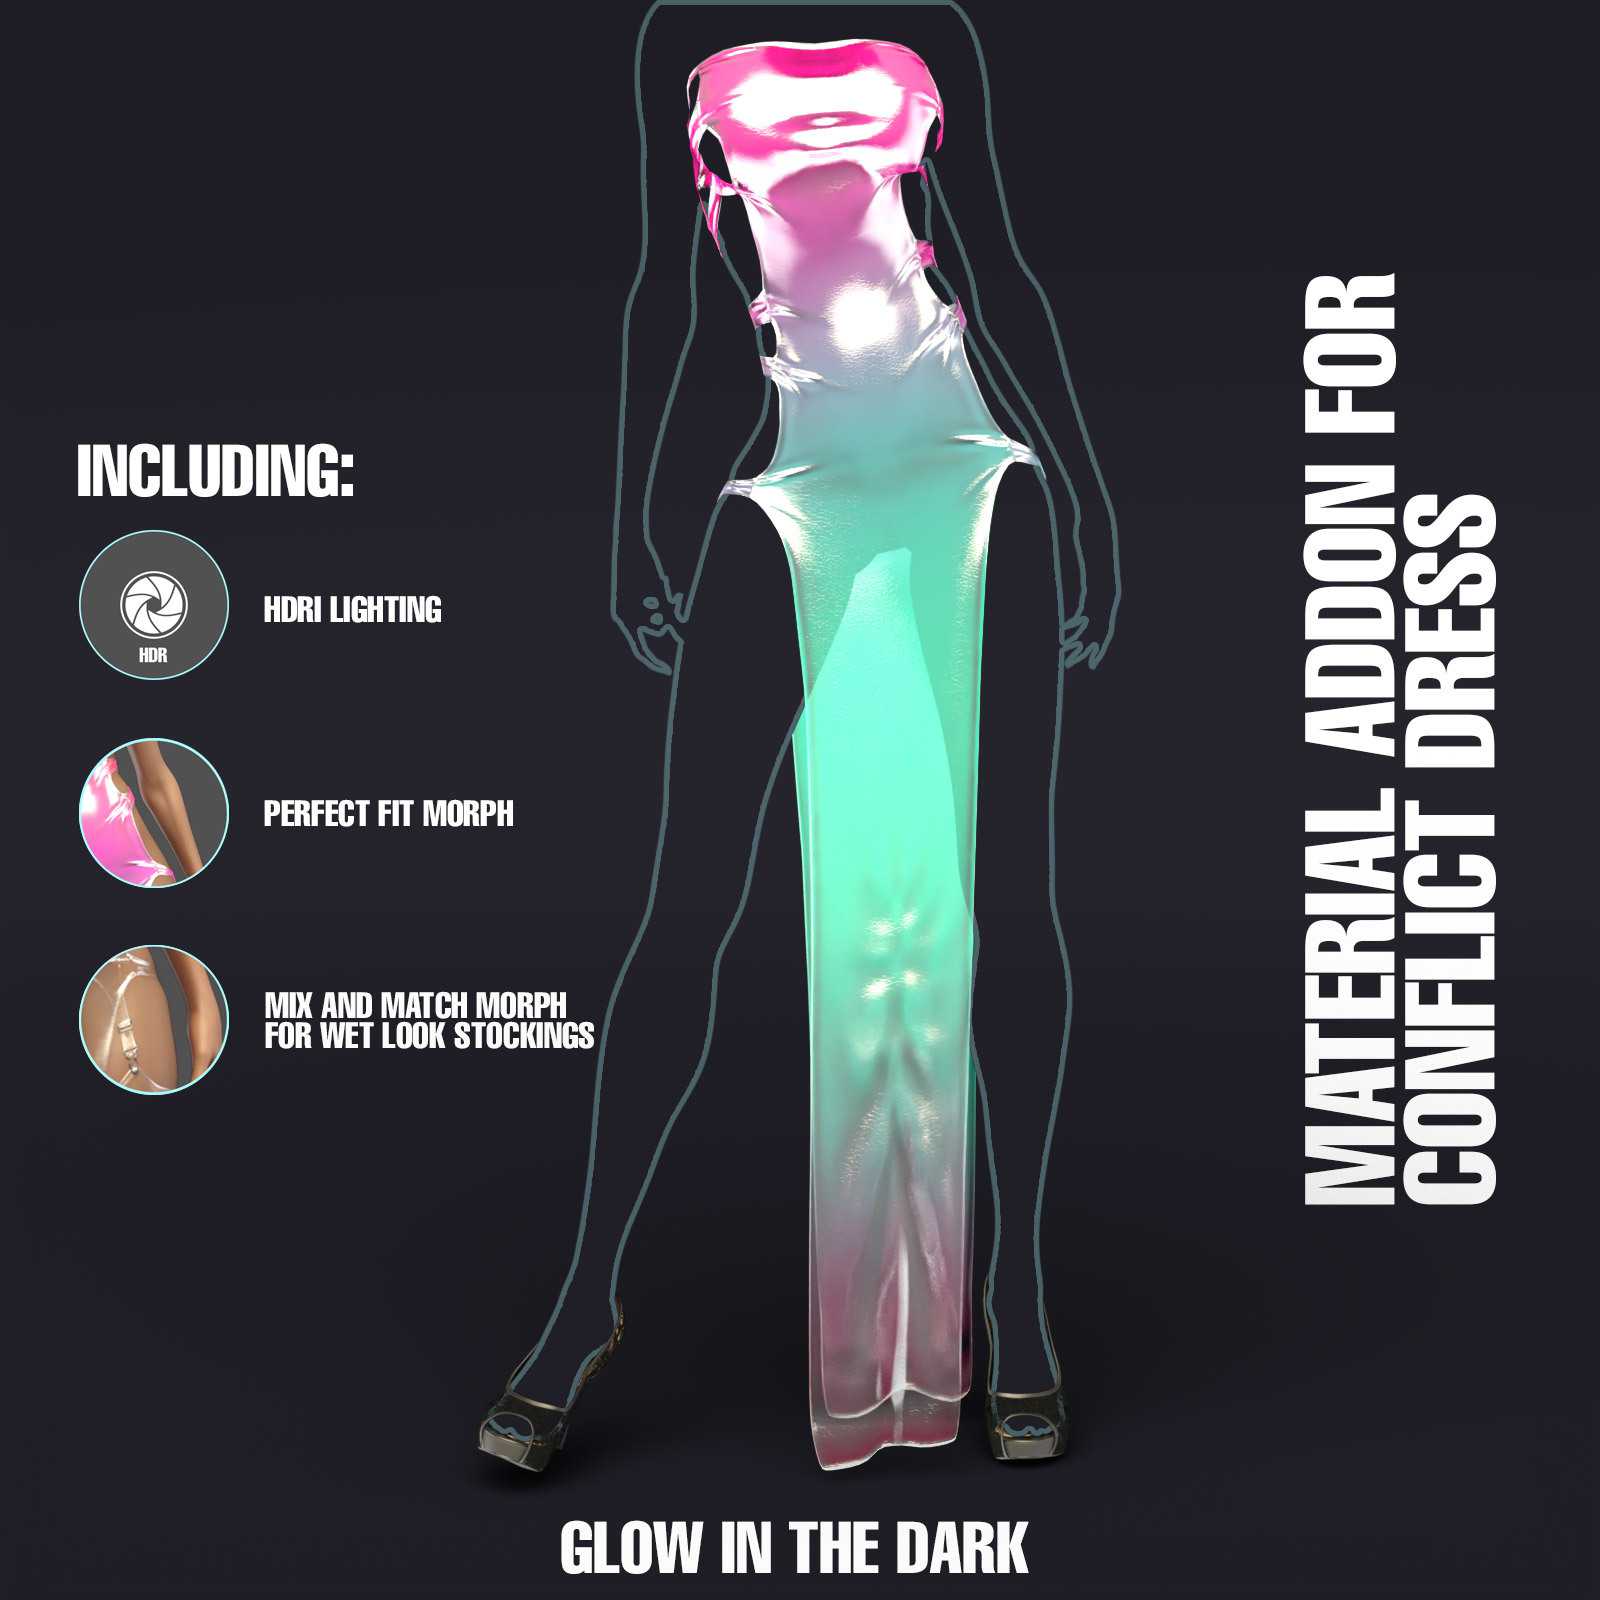 INCLUDING:
HDR
HDRI LIGHTING
PERFECT FIT MORPH
MIX AND MATCH MORPH
FOR WET LOOK STOCKINGS
MATERIAL ADDON FOR
CONFLICT DRESS
GLOW IN THE DARK